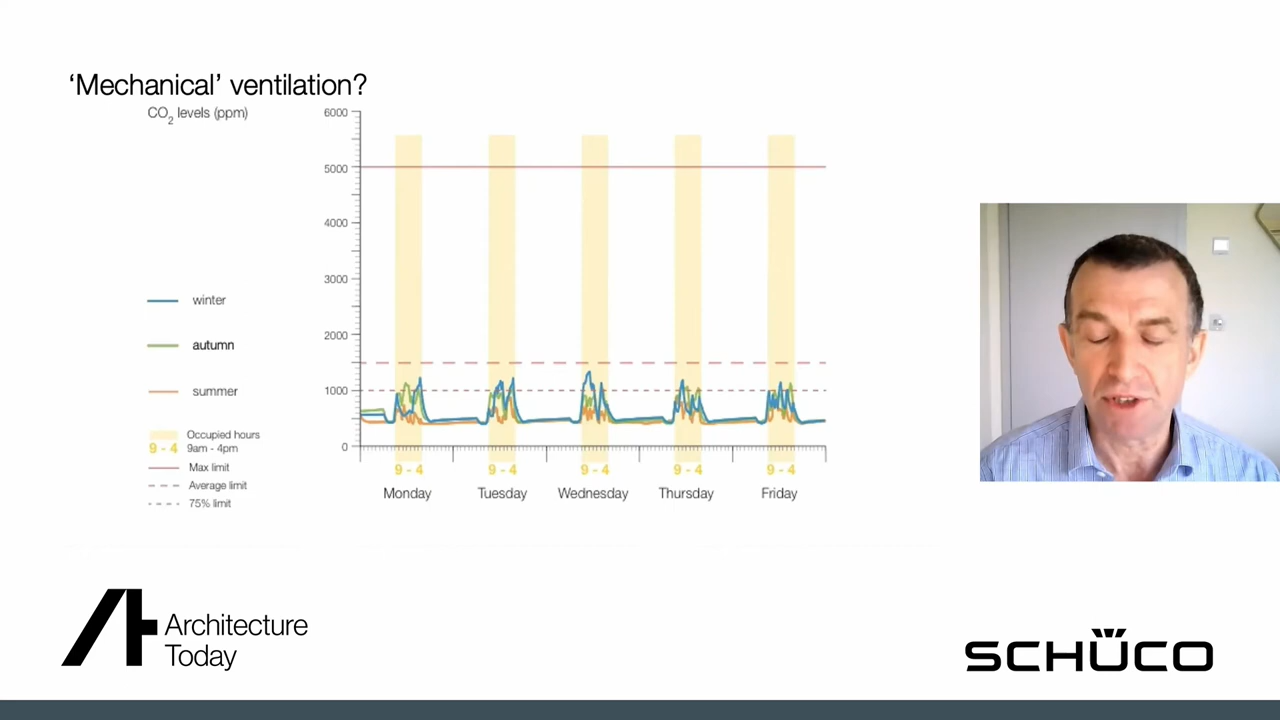 ‘Mechanical’ ventilation?
CO2 levels (ppm)
6000
5000
4000
3000
2000
1000
0
winter
autumn
summer
Occupied hours
9 - 4 9am - 4pm
Max limit
Average limit
75% limit
9 - 4 9 - 4 9 - 4 9 - 4 9 - 4
Monday Tuesday Wednesday Thursday Friday
Architecture
Today
SCHÜCO